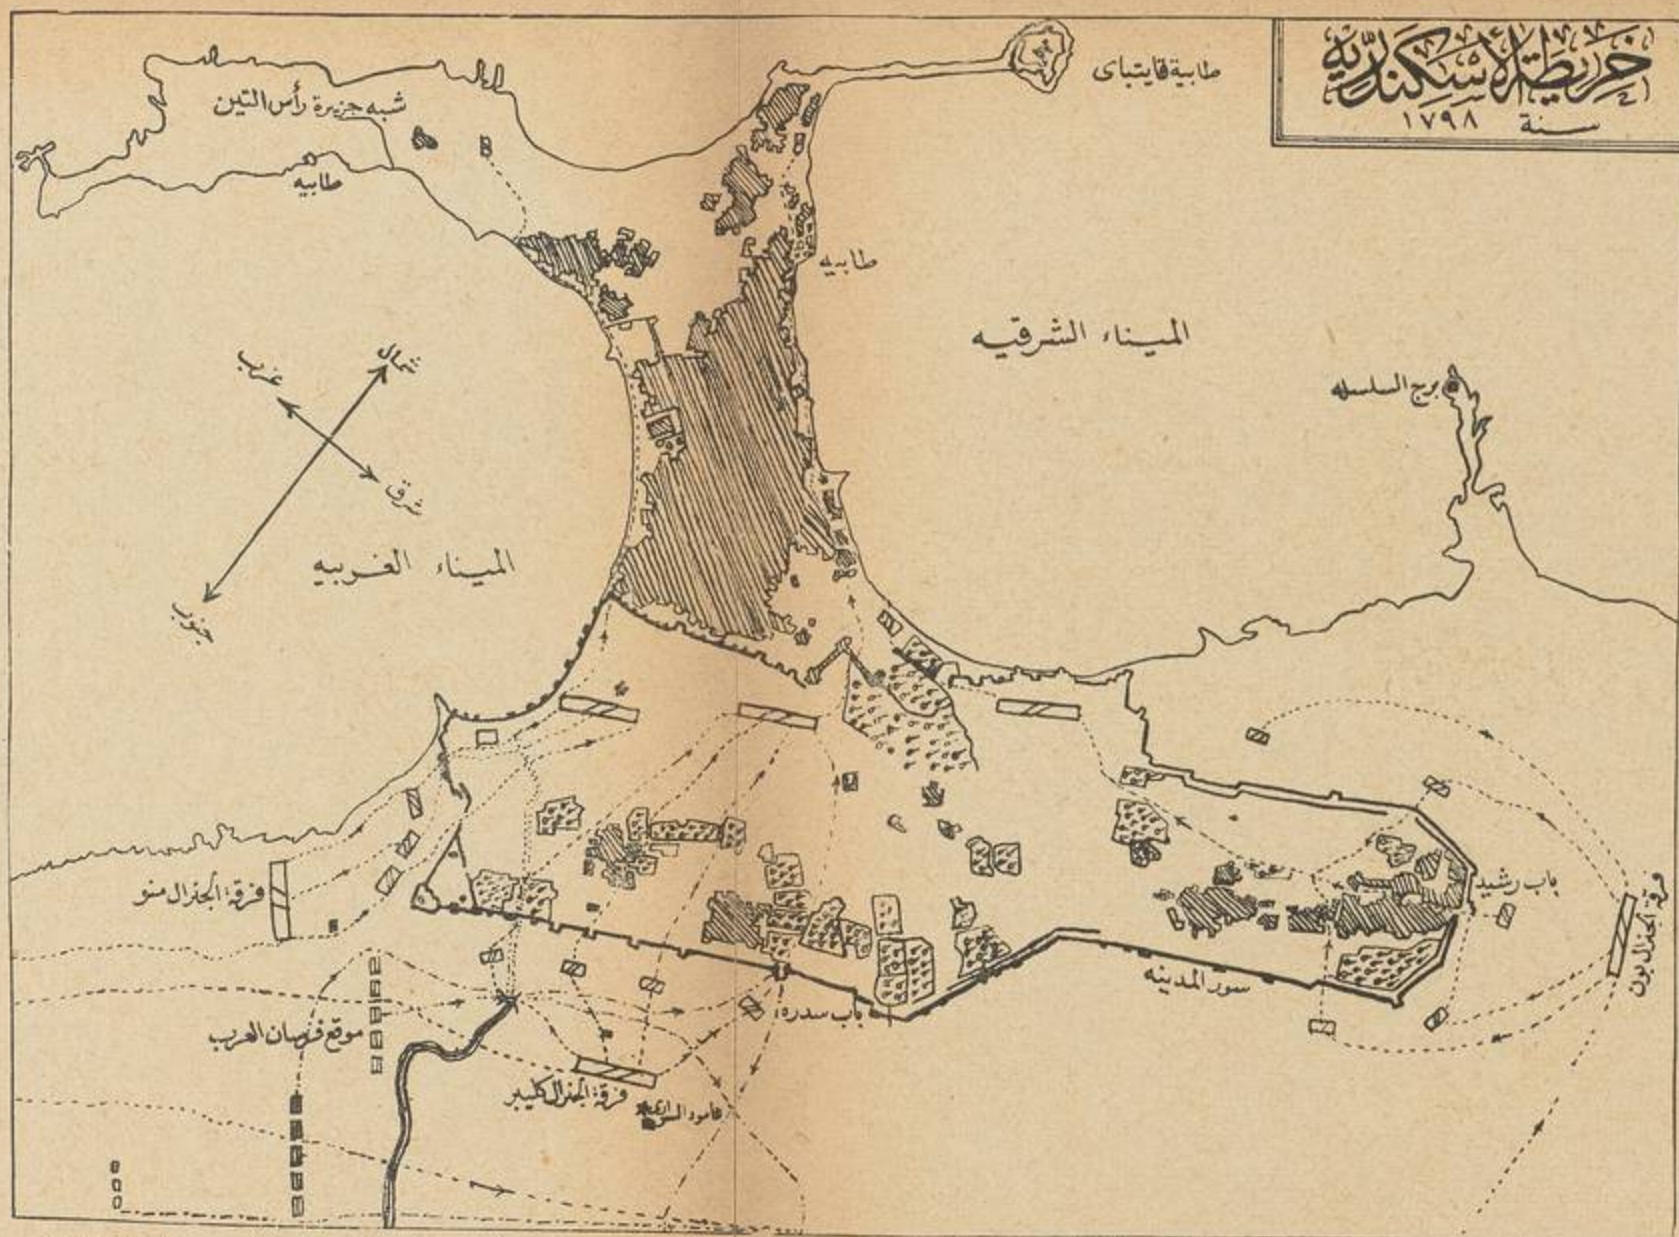 خريطة الأسكندرية
سنة ١٧٩٨
طابية قايتباى
شبه جزيرة رأس التين
طابيه
طابيه
الميناء الشرقيه
برج السلسله
شمال
غرب
شرق
جنوب
الميناء الغربيه
فرقة الجنرال منو
باب رشيد
فرقة الجنرال بون
سور المدينه
باب سدره
موقع فرسان العرب
فرقة الجنرال كليبر
عامود السوارى